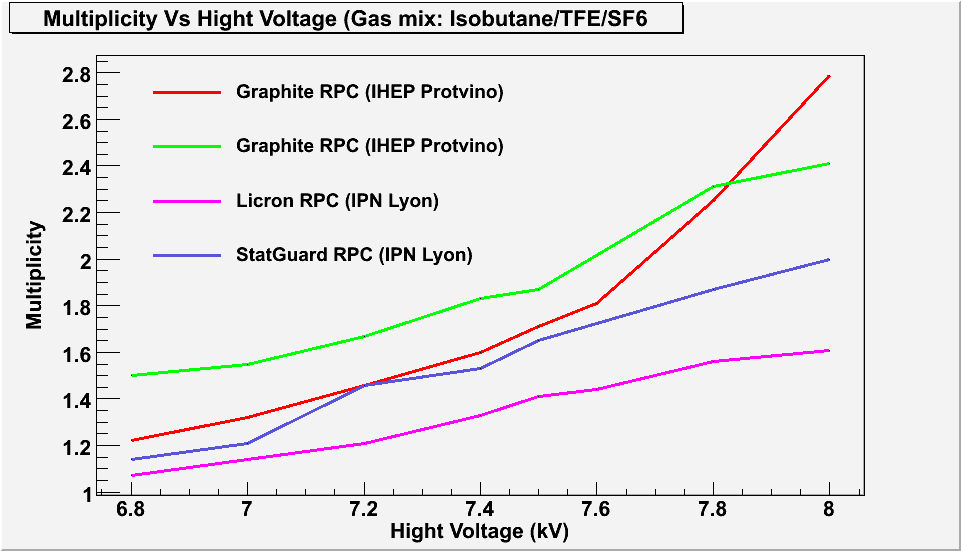 Multiplicity Vs Hight Voltage (Gas mix: Isobutane/TFE/SF6
Graphite RPC (IHEP Protvino)
Graphite RPC (IHEP Protvino)
Licron RPC (IPN Lyon)
StatGuard RPC (IPN Lyon)
Multiplicity
2.8
2.6
2.4
2.2
2
1.8
1.6
1.4
1.2
1
6.8 7 7.2 7.4 7.6 7.8 8
Hight Voltage (kV)